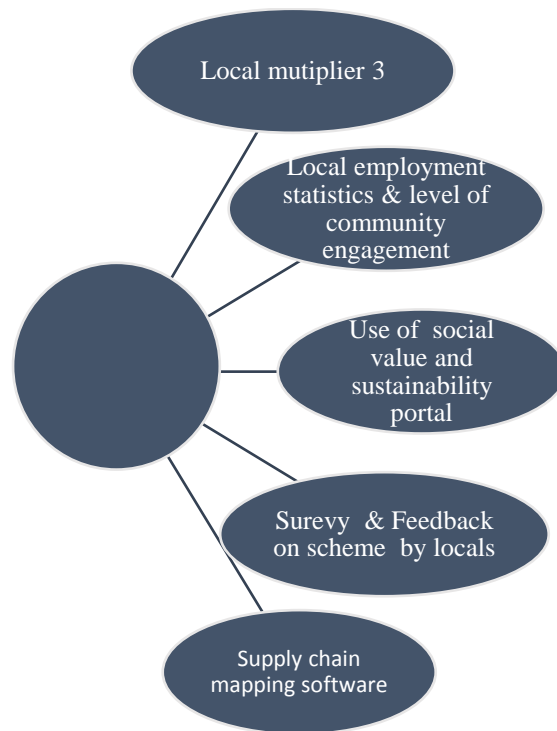 Local mutiplier 3
Local employment
statistics & level of
community
engagement
Use of social
value and
sustainability
portal
Surevy & Feedback
on scheme by locals
Supply chain
mapping software